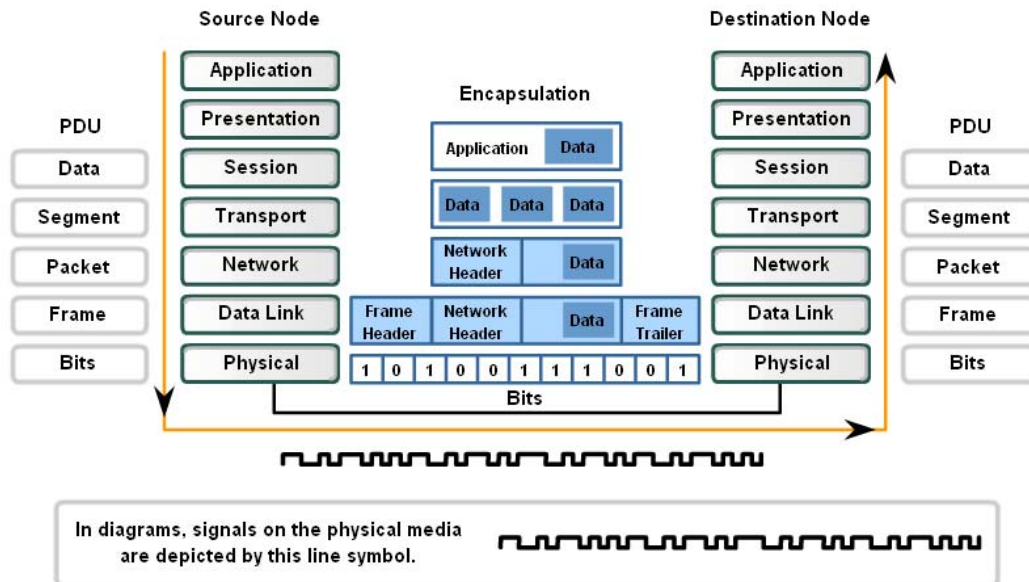 Source Node
Destination Node
Application
Presentation
Session
Transport
Network
Data Link
Physical
PDU
Data
Segment
Packet
Frame
Bits
Encapsulation
Application Data
Data Data Data
Network
Header
Data
Frame
Header
Network
Header
Data
Frame
Trailer
1 0 1 0 0 1 1 1 0 0 1
Bits
Application
Presentation
Session
Transport
Network
Data Link
Physical
PDU
Data
Segment
Packet
Frame
Bits
In diagrams, signals on the physical media
are depicted by this line symbol.